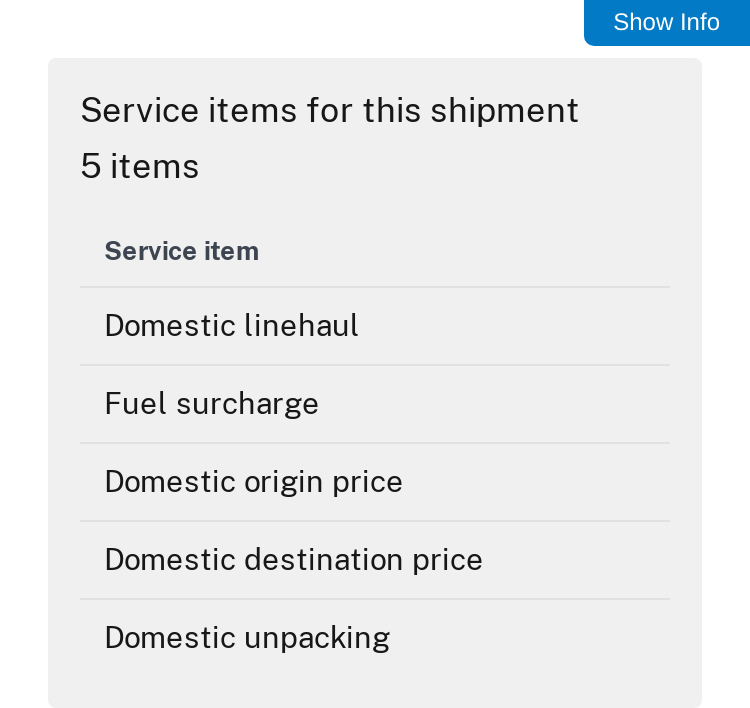 Show Info
Service items for this shipment
5 items
Service item
Domestic linehaul
Fuel surcharge
Domestic origin price
Domestic destination price
Domestic unpacking